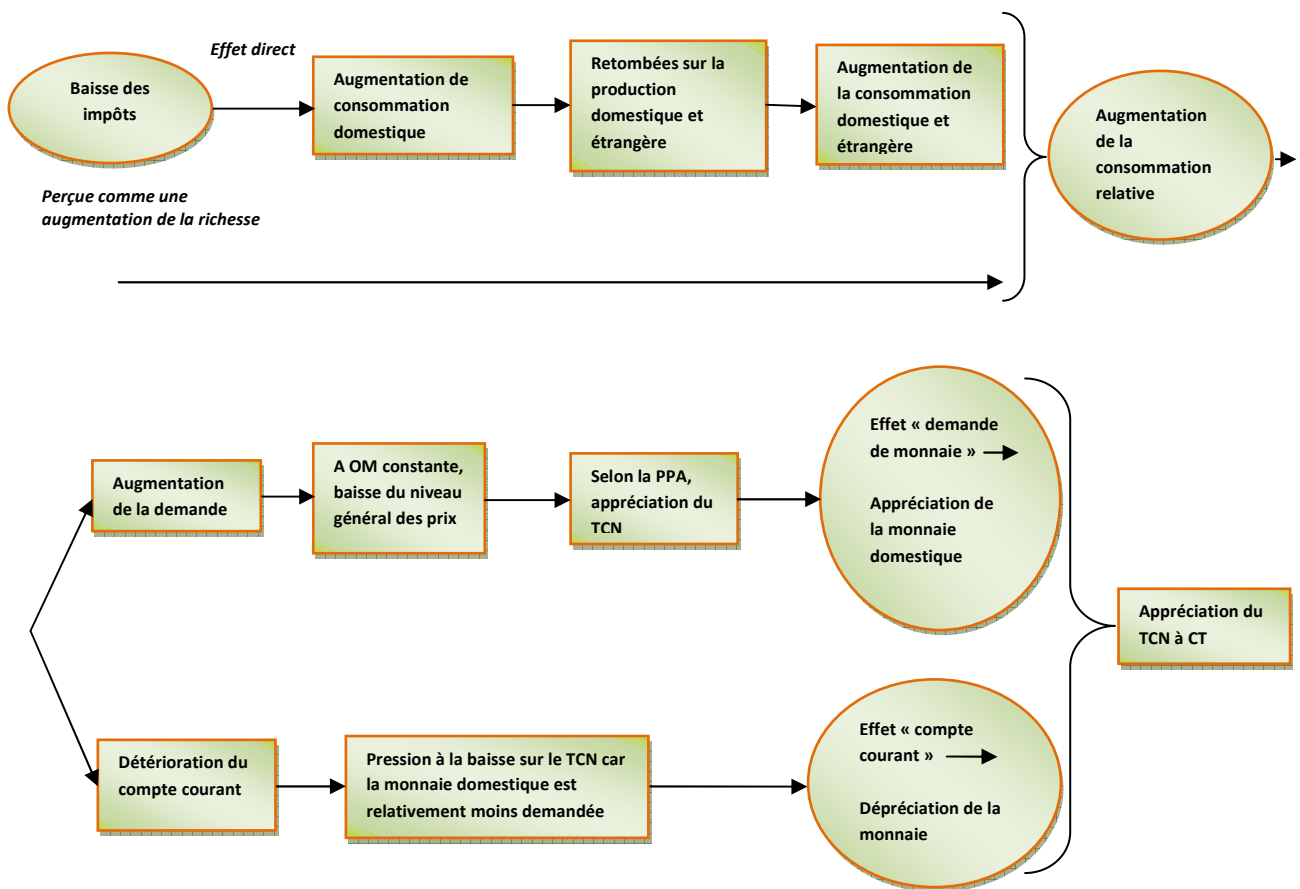 Effet direct
Baisse des
impôts
Augmentation de
consommation
domestique
Retombées sur la
production
domestique et
étrangère
Augmentation de
la consommation
domestique et
étrangère
Augmentation
de la
consommation
relative
Perçue comme une
augmentation de la richesse
Augmentation
de la demande
A OM constante,
baisse du niveau
général des prix
Selon la PPA,
appréciation du
TCN
Effet « demande
de monnaie »
Appréciation de
la monnaie
domestique
Appréciation du
TCN à CT
Détérioration du
compte courant
Pression à la baisse sur le TCN car
la monnaie domestique est
relativement moins demandée
Effet « compte
courant »
Dépréciation de la
monnaie